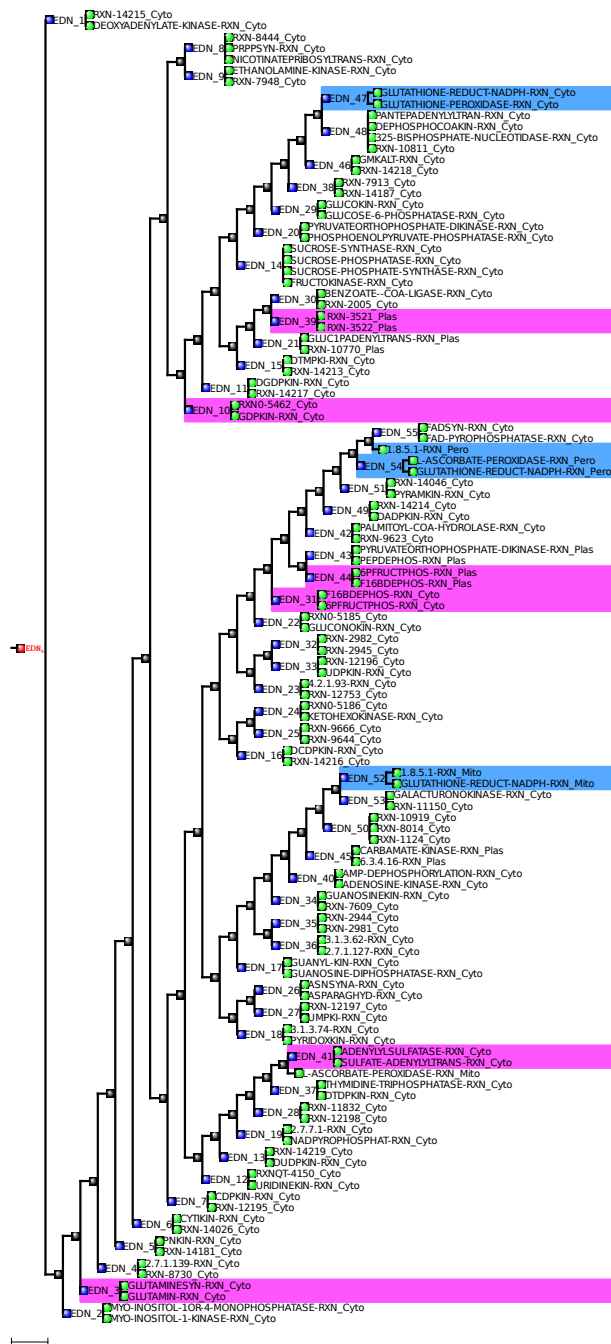 RXN-14215_Cyto
EDN_1
DEOXYADENYLATE-KINASE-RXN_Cyto
RXN-8444_Cyto
EDN_8
PRPPSYN-RXN_Cyto
NICOTINATEPRIBOSYLTRANS-RXN_Cyto
ETHANOLAMINE-KINASE-RXN_Cyto
EDN_9
RXN-7948_Cyto
GLUTATHIONE-REDUCT-NADPH-RXN_Cyto
EDN_47
GLUTATHIONE-PEROXIDASE-RXN_Cyto
PANTEPADENYLYLTRAN-RXN_Cyto
DEPHOSPHOCOAKIN-RXN_Cyto
EDN_48
325-BISPHOSPHATE-NUCLEOTIDASE-RXN_Cyto
RXN-10811_Cyto
GMKALT-RXN_Cyto
EDN_46
RXN-14218_Cyto
RXN-7913_Cyto
EDN_38
RXN-14187_Cyto
GLUCOKIN-RXN_Cyto
EDN_29
GLUCOSE-6-PHOSPHATASE-RXN_Cyto
PYRUVATEORTHOPHOSPHATE-DIKINASE-RXN_Cyto
EDN_20
PHOSPHOENOLPYRUVATE-PHOSPHATASE-RXN_Cyto
SUCROSE-SYNTHASE-RXN_Cyto
SUCROSE-PHOSPHATASE-RXN_Cyto
EDN_14
SUCROSE-PHOSPHATE-SYNTHASE-RXN_Cyto
FRUCTOKINASE-RXN_Cyto
BENZOATE--COA-LIGASE-RXN_Cyto
EDN_30
RXN-2005_Cyto
RXN-3521_Plas
EDN_39
RXN-3522_Plas
GLUC1PADENYLTRANS-RXN_Plas
EDN_21
RXN-10770_Plas
DTMPKI-RXN_Cyto
EDN_15
RXN-14213_Cyto
DGDPKIN-RXN_Cyto
EDN_11
RXN-14217_Cyto
RXN0-5462_Cyto
EDN_10
GDPKIN-RXN_Cyto
FADSYN-RXN_Cyto
EDN_55
FAD-PYROPHOSPHATASE-RXN_Cyto
1.8.5.1-RXN_Pero
L-ASCORBATE-PEROXIDASE-RXN_Pero
EDN_54
GLUTATHIONE-REDUCT-NADPH-RXN_Pero
RXN-14046_Cyto
EDN_51
PYRAMKIN-RXN_Cyto
RXN-14214_Cyto
EDN_49
DADPKIN-RXN_Cyto
PALMITOYL-COA-HYDROLASE-RXN_Cyto
EDN_42
RXN-9623_Cyto
PYRUVATEORTHOPHOSPHATE-DIKINASE-RXN_Plas
EDN_43
PEPDEPHOS-RXN_Plas
6PFRUCTPHOS-RXN_Plas
EDN_44
F16BDEPHOS-RXN_Plas
F16BDEPHOS-RXN_Cyto
EDN_31
6PFRUCTPHOS-RXN_Cyto
RXN0-5185_Cyto
EDN_22
GLUCONOKIN-RXN_Cyto
RXN-2982_Cyto
EDN_32
RXN-2945_Cyto
EDN_
RXN-12196_Cyto
EDN_33
UDPKIN-RXN_Cyto
4.2.1.93-RXN_Cyto
EDN_23
RXN-12753_Cyto
RXN0-5186_Cyto
EDN_24
KETOHEXOKINASE-RXN_Cyto
RXN-9666_Cyto
EDN_25
RXN-9644_Cyto
DCDPKIN-RXN_Cyto
EDN_16
RXN-14216_Cyto
1.8.5.1-RXN_Mito
EDN_52
GLUTATHIONE-REDUCT-NADPH-RXN_Mito
GALACTURONOKINASE-RXN_Cyto
EDN_53
RXN-11150_Cyto
RXN-10919_Cyto
EDN_50
RXN-8014_Cyto
RXN-1124_Cyto
CARBAMATE-KINASE-RXN_Plas
EDN_45
6.3.4.16-RXN_Plas
AMP-DEPHOSPHORYLATION-RXN_Cyto
EDN_40
ADENOSINE-KINASE-RXN_Cyto
GUANOSINEKIN-RXN_Cyto
EDN_34
RXN-7609_Cyto
RXN-2944_Cyto
EDN_35
RXN-2981_Cyto
3.1.3.62-RXN_Cyto
EDN_36
2.7.1.127-RXN_Cyto
GUANYL-KIN-RXN_Cyto
EDN_17
GUANOSINE-DIPHOSPHATASE-RXN_Cyto
ASNSYNA-RXN_Cyto
EDN_26
ASPARAGHYD-RXN_Cyto
RXN-12197_Cyto
EDN_27
UMPKI-RXN_Cyto
3.1.3.74-RXN_Cyto
EDN_18
PYRIDOXKIN-RXN_Cyto
ADENYLYLSULFATASE-RXN_Cyto
EDN_41
SULFATE-ADENYLYLTRANS-RXN_Cyto
L-ASCORBATE-PEROXIDASE-RXN_Mito
THYMIDINE-TRIPHOSPHATASE-RXN_Cyto
EDN_37
DTDPKIN-RXN_Cyto
RXN-11832_Cyto
EDN_28
RXN-12198_Cyto
2.7.7.1-RXN_Cyto
EDN_19
NADPYROPHOSPHAT-RXN_Cyto
RXN-14219_Cyto
EDN_13
DUDPKIN-RXN_Cyto
RXNQT-4150_Cyto
EDN_12
URIDINEKIN-RXN_Cyto
CDPKIN-RXN_Cyto
EDN_7
RXN-12195_Cyto
CYTIKIN-RXN_Cyto
EDN_6
RXN-14026_Cyto
PNKIN-RXN_Cyto
EDN_5
RXN-14181_Cyto
2.7.1.139-RXN_Cyto
EDN_4
RXN-8730_Cyto
GLUTAMINESYN-RXN_Cyto
EDN_3
GLUTAMIN-RXN_Cyto
MYO-INOSITOL-1OR-4-MONOPHOSPHATASE-RXN_Cyto
EDN_2
MYO-INOSITOL-1-KINASE-RXN_Cyto